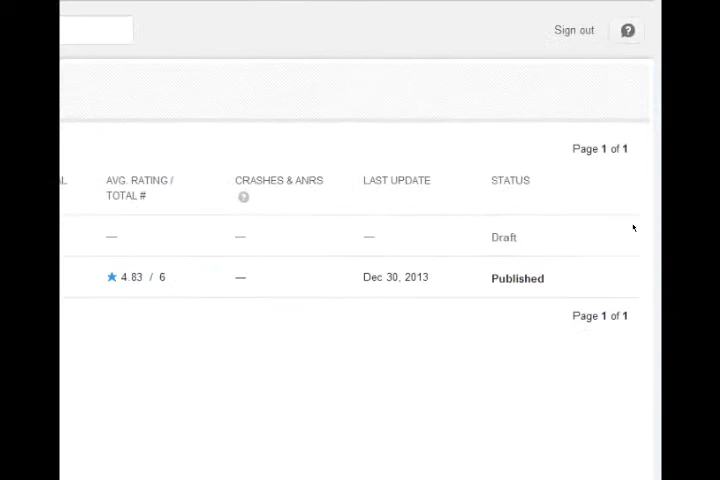 Sign out
Page 1 of 1
AVG. RATING / CRASHES & ANRS LAST UPDATE STATUS
TOTAL #
— — — Draft
★ 4.83 / 6 — Dec 30, 2013 Published
Page 1 of 1